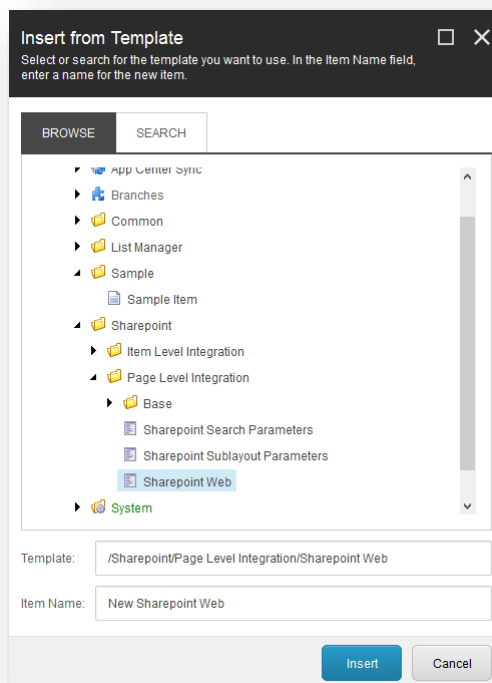 Insert from Template
Select or search for the template you want to use. In the Item Name field,
enter a name for the new item.
BROWSE SEARCH
App Center Sync
Branches
Common
List Manager
Sample
Sample Item
Sharepoint
Item Level Integration
Page Level Integration
Base
Sharepoint Search Parameters
Sharepoint Sublayout Parameters
Sharepoint Web
System
Template: /Sharepoint/Page Level Integration/Sharepoint Web
Item Name: New Sharepoint Web
Insert Cancel